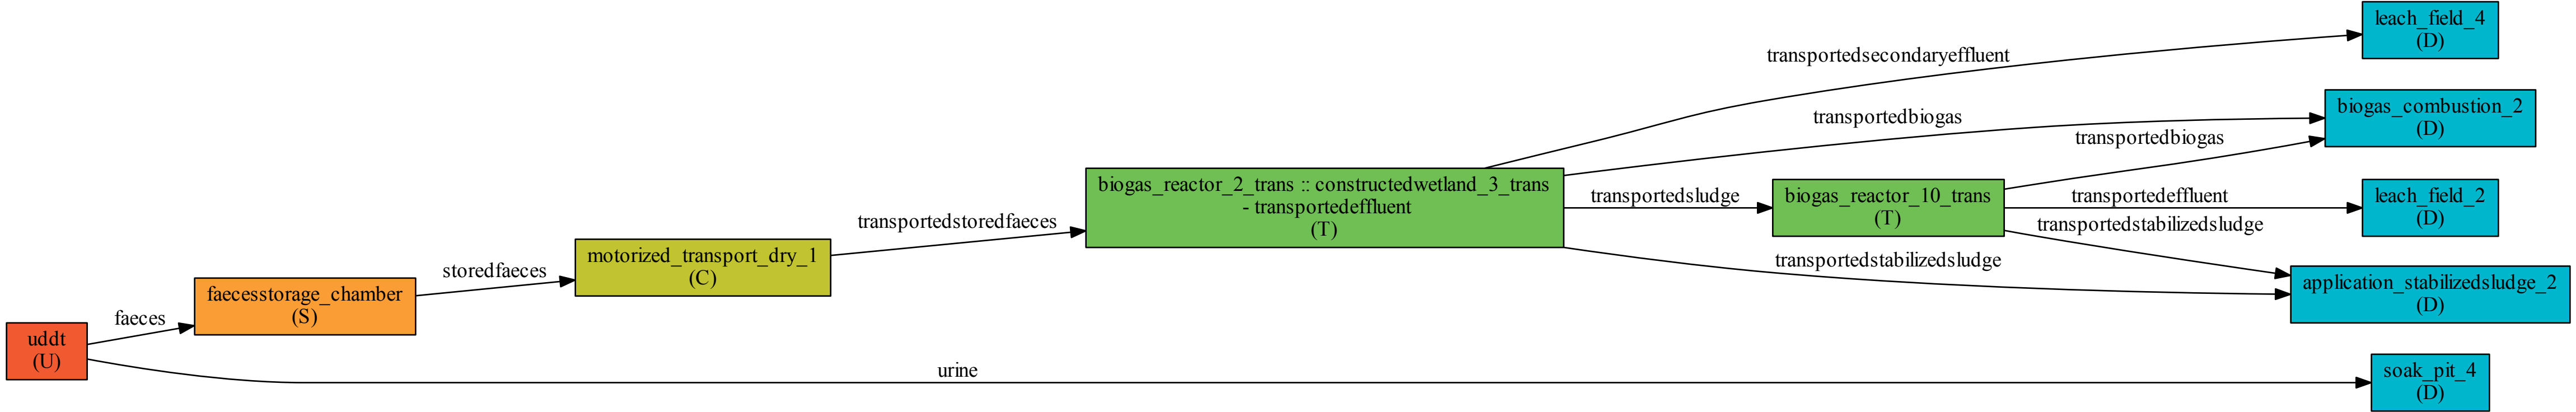 uddt
(U)
faeces
faecesstorage_chamber
(S)
storedfaeces
motorized_transport_dry_1
(C)
transportedstoredfaeces
biogas_reactor_2_trans :: constructedwetland_3_trans
- transportedeffluent
(T)
transportedsludge
biogas_reactor_10_trans
(T)
transportedsecondaryeffluent
leach_field_4
(D)
transportedbiogas
transportedbiogas
biogas_combustion_2
(D)
transportedeffluent
leach_field_2
(D)
transportedstabilizedsludge
transportedstabilizedsludge
application_stabilizedsludge_2
(D)
urine
soak_pit_4
(D)